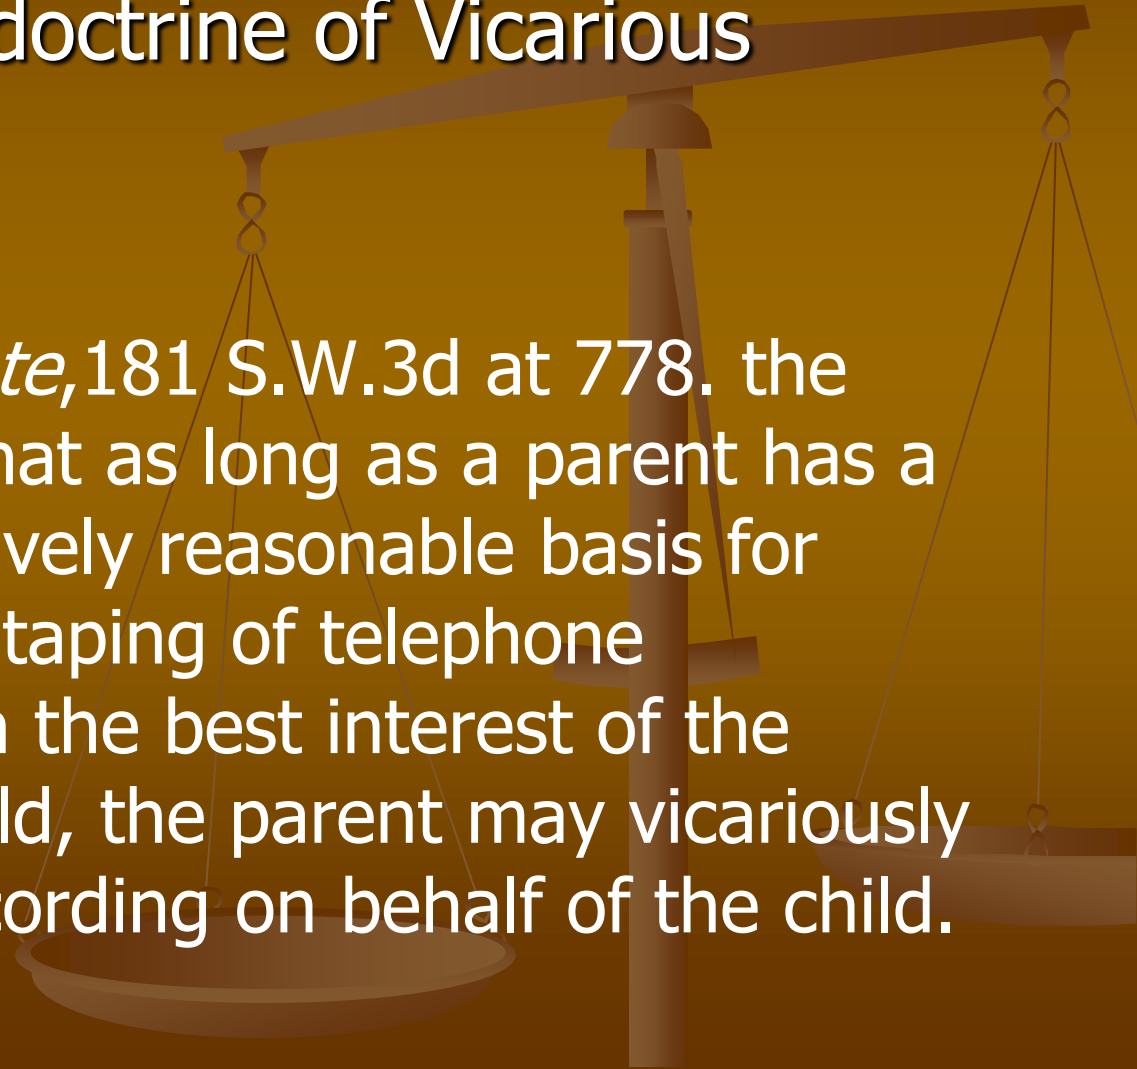 doctrine of Vicarious
te,181 S.W.3d at 778. the
hat as long as a parent has a
vely reasonable basis for
taping of telephone
the best interest of the
ld, the parent may vicariously
cording on behalf of the child.